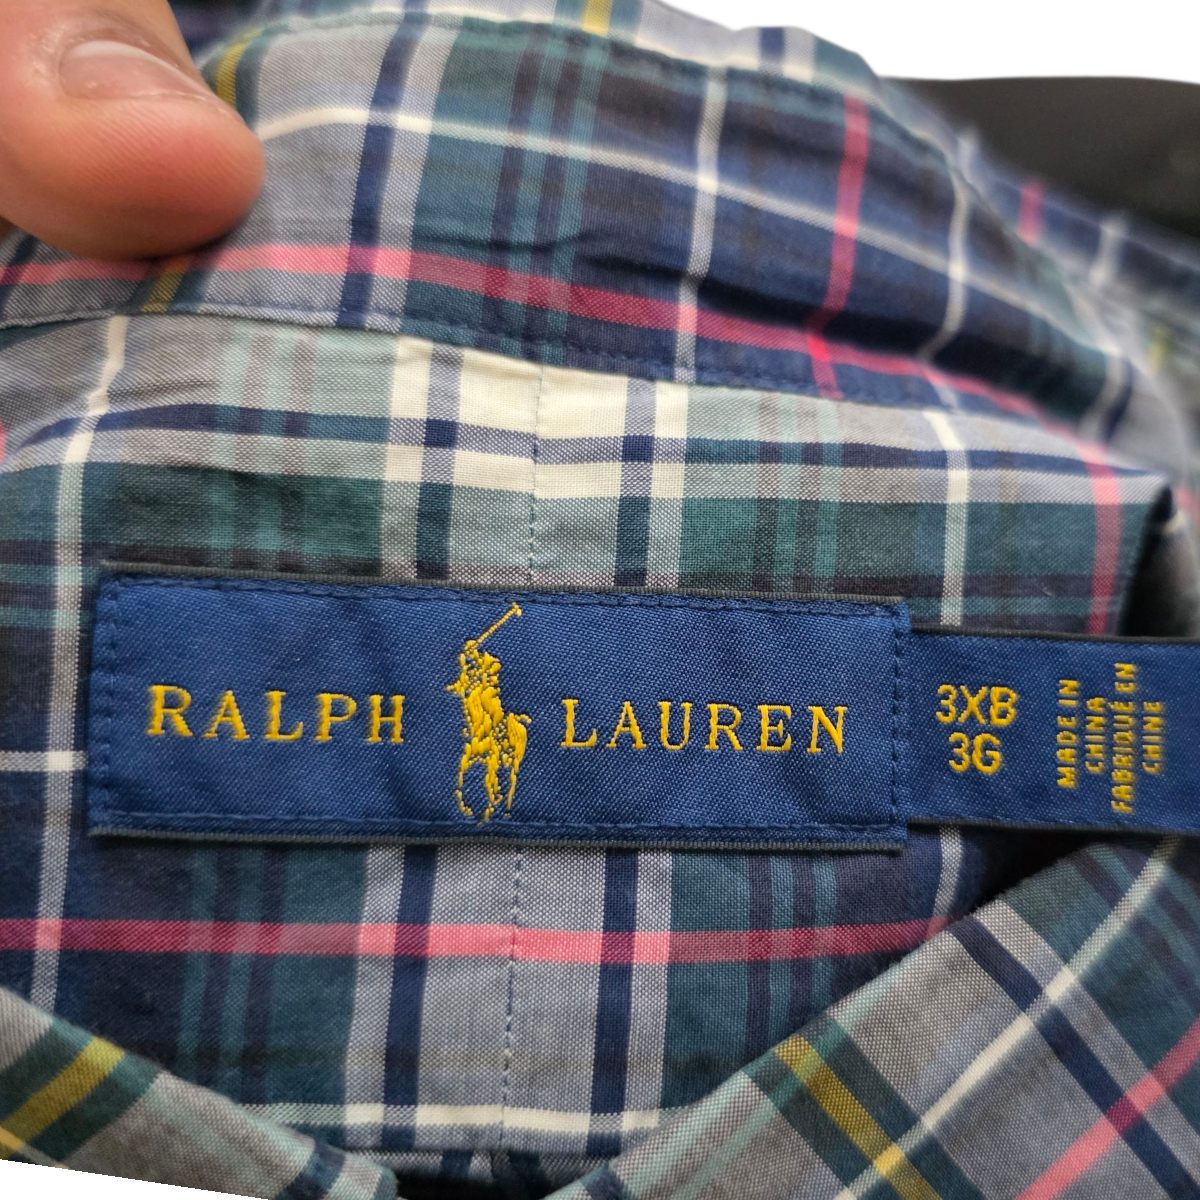 RALPH LAUREN
3XB
3G
MADE IN
CHINA
FABRIQUÉ EN
CHINE